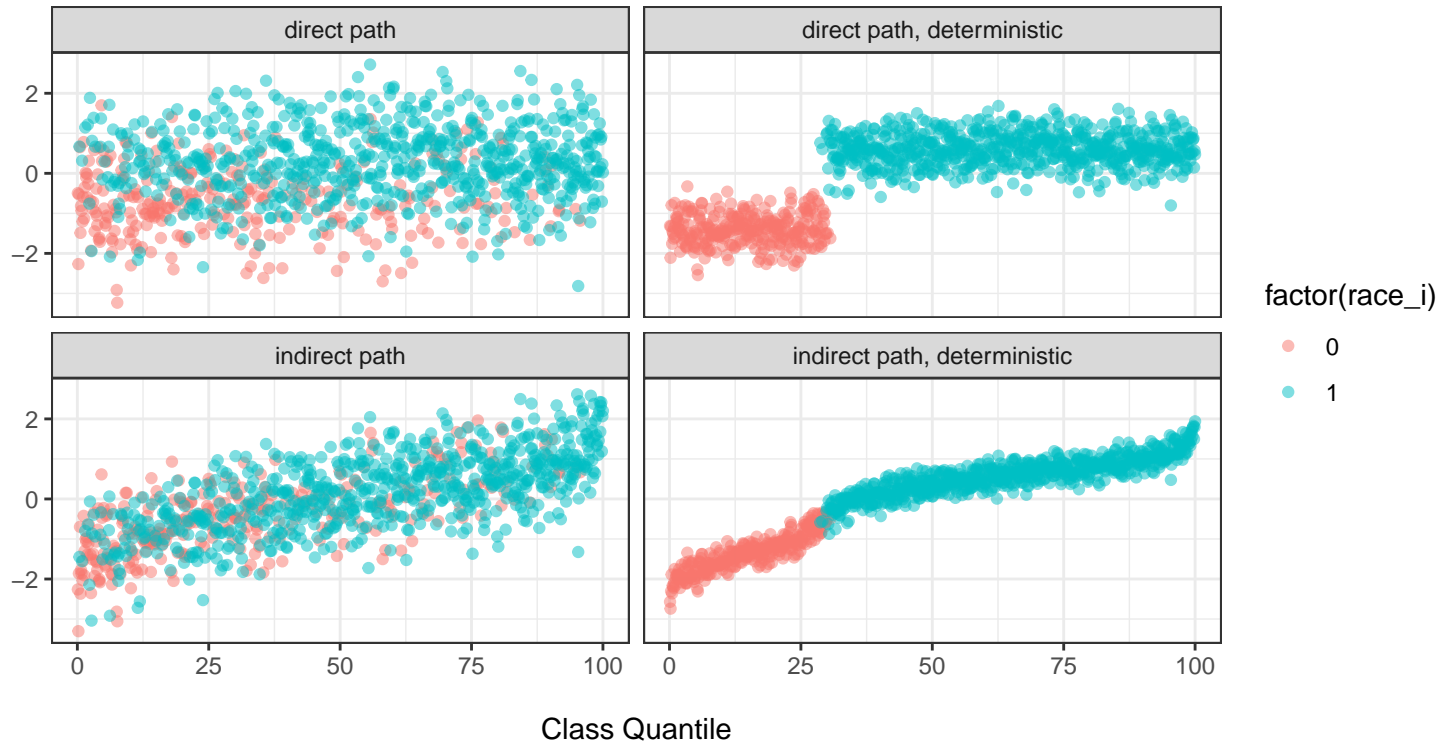 direct path
direct path, deterministic
2
0
−2
indirect path
indirect path, deterministic
2
0
−2
0 25 50 75 100
0 25 50 75 100
Class Quantile
factor(race_i)
0
1